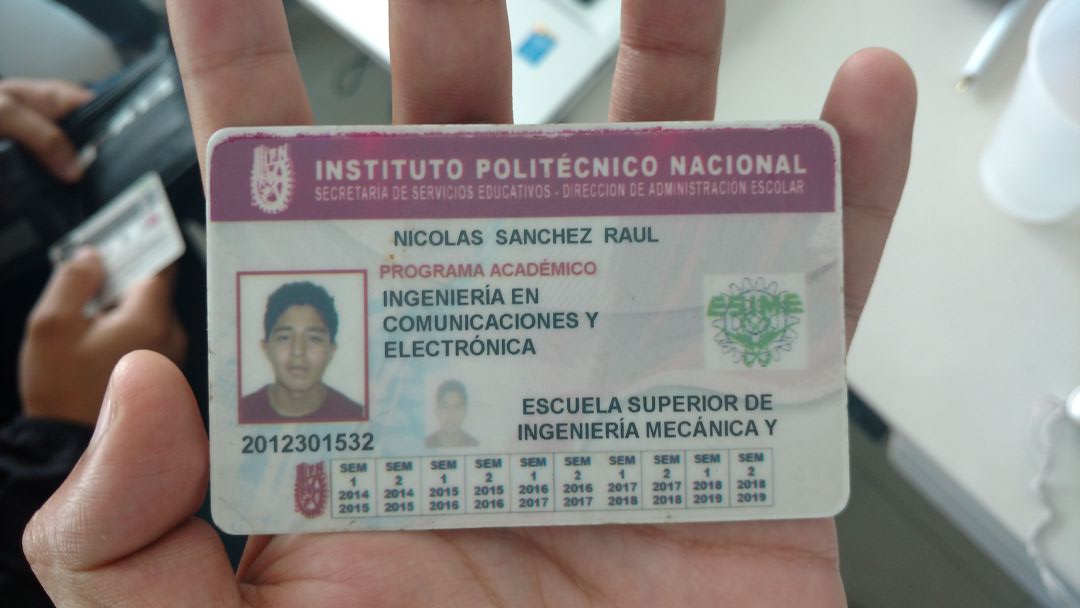 INSTITUTO POLITÉCNICO NACIONAL
SECRETARÍA DE SERVICIOS EDUCATIVOS - DIRECCION DE ADMINISTRACIÓN ESCOLAR
NICOLAS SANCHEZ RAUL
PROGRAMA ACADÉMICO
INGENIERÍA EN
COMUNICACIONES Y
ELECTRÓNICA
ESIME
ESCUELA SUPERIOR DE
INGENIERÍA MECÁNICA Y
2012301532
SEM SEM SEM SEM SEM SEM SEM SEM SEM SEM
1 2 1 2 1 2 1 2 1 2
2014 2014 2015 2015 2016 2016 2017 2017 2018 2018
2015 2015 2016 2016 2017 2017 2018 2018 2019 2019